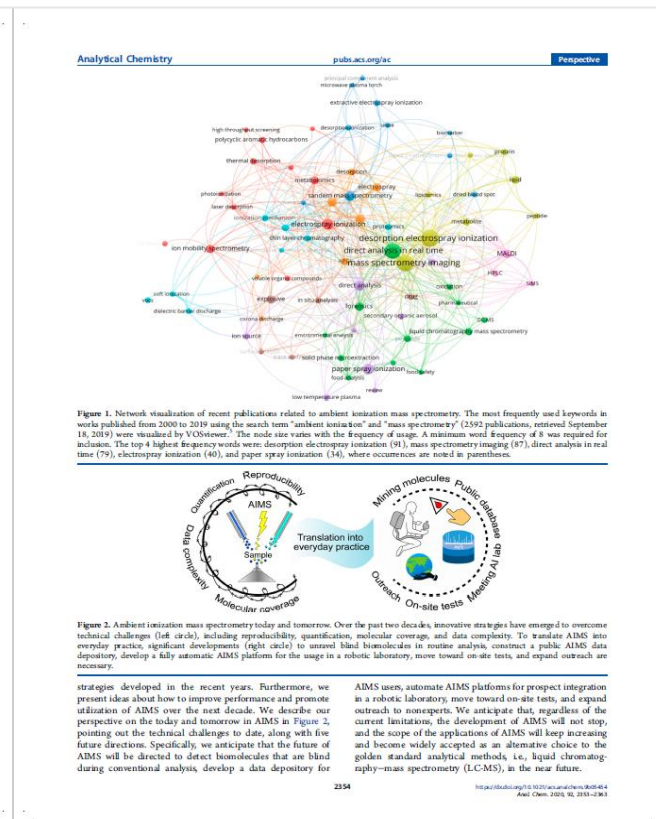 Analytical Chemistry
pubs.acs.org/ac
Perspective
principal component analysis
microwave plasma torch
extractive electrospray ionization
high throughput screening
desorption ionization
polycyclic aromatic hydrocarbons
biomarker
protein
thermal desorption
desorption
metabolomics
lipid
electrospray
tandem mass spectrometry
lipidomics
dried blood spot
photoionization
laser desorption
peptide
metabolite
electrospray ionization
proteomics
thin layer chromatography
desorption electrospray ionization
ion mobility spectrometry
direct analysis in real time
MALDI
mass spectrometry imaging
HPLC
volatile organic compounds
direct analysis
SIMS
soft ionization
explosive
in situ analysis
pharmaceutical
forensics
dielectric barrier discharge
secondary organic aerosol
corona discharge
liquid chromatography mass spectrometry
ion source
environmental analysis
solid phase microextraction
paper spray ionization
food safety
food analysis
review
low temperature plasma
Figure 1. Network visualization of recent publications related to ambient ionization mass spectrometry. The most frequently used keywords in
works published from 2000 to 2019 using the search term "ambient ionization" and "mass spectrometry" (2592 publications, retrieved September
18, 2019) were visualized by VOSviewer.⁷ The node size varies with the frequency of usage. A minimum word frequency of 8 was required for
inclusion. The top 4 highest frequency words were: desorption electrospray ionization (91), mass spectrometry imaging (87), direct analysis in real
time (79), electrospray ionization (40), and paper spray ionization (34), where occurrences are noted in parentheses.
Quantification
Reproducibility
AIMS
Sample
Data complexity
Molecular coverage
Translation into
everyday practice
Mining molecules
Public database
Meeting AI lab
On-site tests
Outreach
Figure 2. Ambient ionization mass spectrometry today and tomorrow. Over the past two decades, innovative strategies have emerged to overcome
technical challenges (left circle), including reproducibility, quantification, molecular coverage, and data complexity. To translate AIMS into
everyday practice, significant developments (right circle) to unravel blind biomolecules in routine analysis, construct a public AIMS data
depository, develop a fully automatic AIMS platform for the usage in a robotic laboratory, move toward on-site tests, and expand outreach are
necessary.
strategies developed in the recent years. Furthermore, we
present ideas about how to improve performance and promote
utilization of AIMS over the next decade. We describe our
perspective on the today and tomorrow in AIMS in Figure 2,
pointing out the technical challenges to date, along with five
future directions. Specifically, we anticipate that the future of
AIMS will be directed to detect biomolecules that are blind
during conventional analysis, develop a data depository for
AIMS users, automate AIMS platforms for prospect integration
in a robotic laboratory, move toward on-site tests, and expand
outreach to nonexperts. We anticipate that, regardless of the
current limitations, the development of AIMS will not stop,
and the scope of the applications of AIMS will keep increasing
and become widely accepted as an alternative choice to the
golden standard analytical methods, i.e., liquid chromatog-
raphy−mass spectrometry (LC-MS), in the near future.
2354
Anal. Chem. 2020, 92, 2353−2363